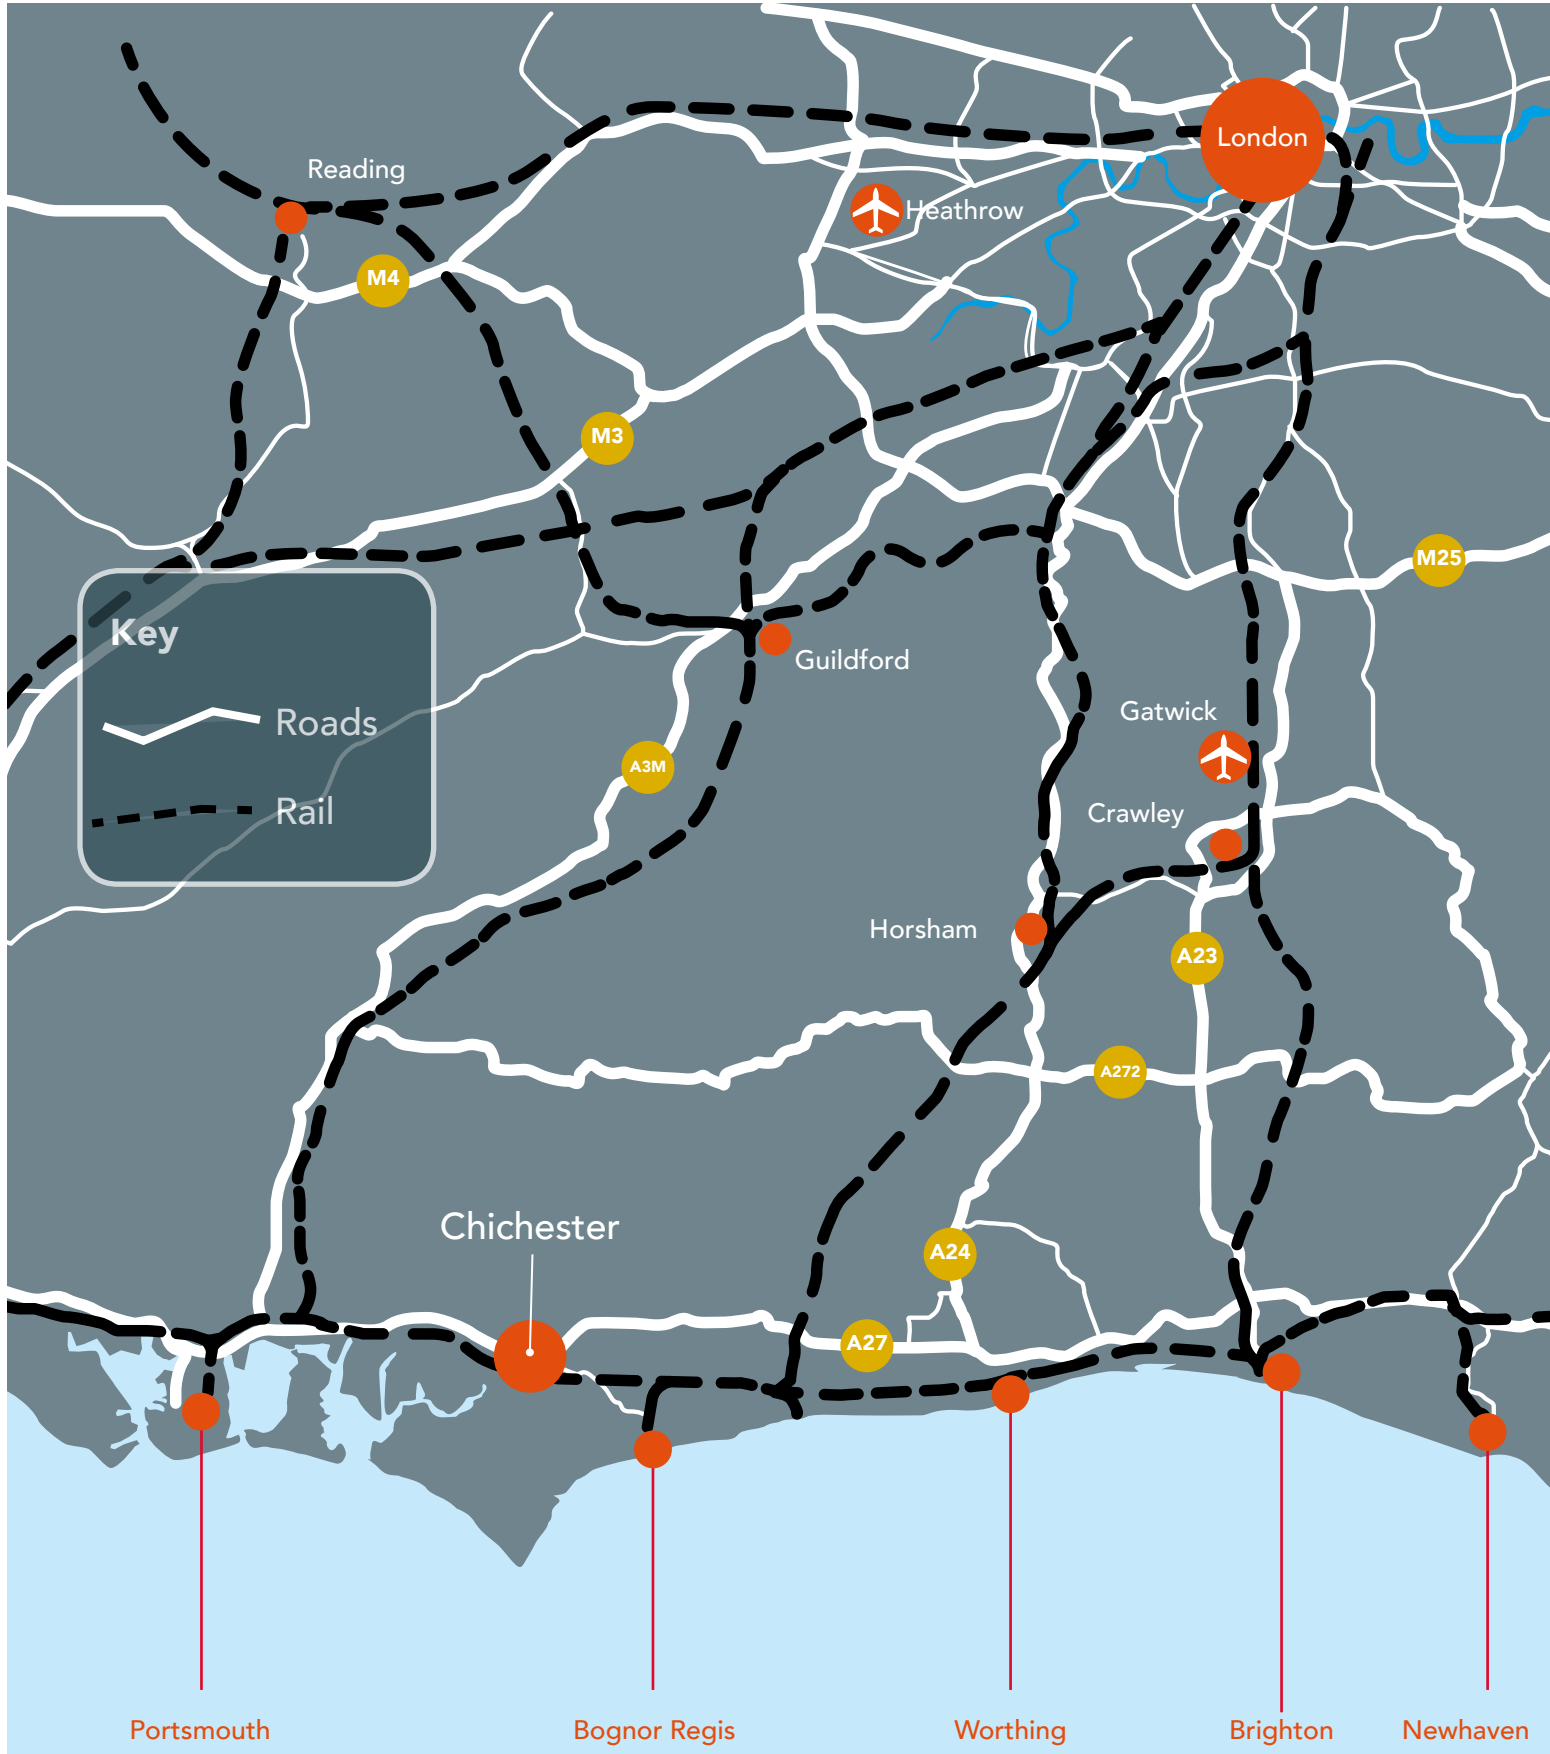 London
Reading
Heathrow
M4
M3
M25
Key
Guildford
Roads
Gatwick
A3M
Rail
Crawley
Horsham
A23
A272
Chichester
A24
A27
Portsmouth
Bognor Regis
Worthing
Brighton
Newhaven